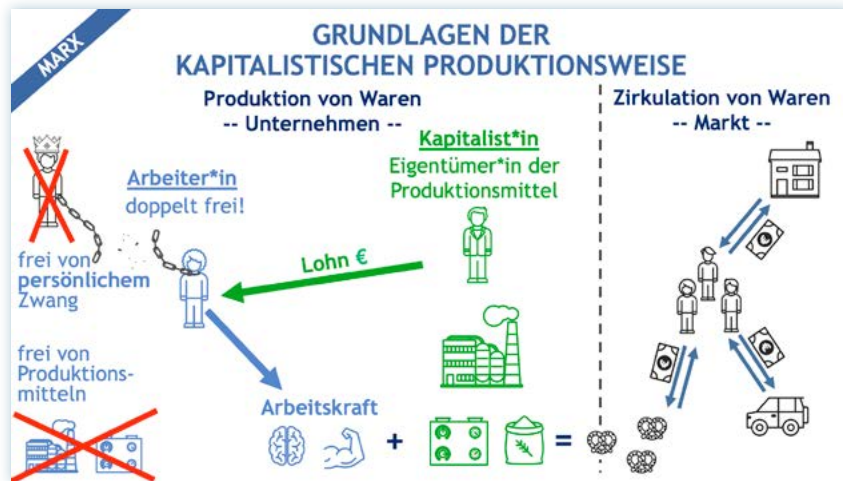 MARX
GRUNDLAGEN DER
KAPITALISTISCHEN PRODUKTIONSWEISE
Produktion von Waren
-- Unternehmen --
Zirkulation von Waren
-- Markt --
Arbeiter*in
doppelt frei!
Kapitalist*in
Eigentümer*in der
Produktionsmittel
frei von
persönlichem
Zwang
Lohn €
frei von
Produktions-
mitteln
Arbeitskraft
+
=